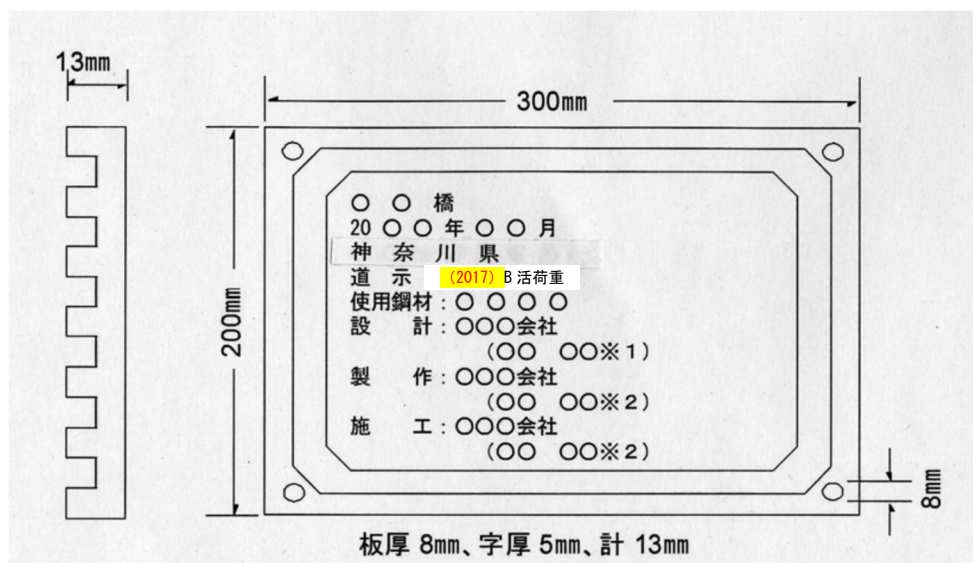 13mm
300mm
○ ○ 橋
20 ○ ○ 年 ○ ○ 月
神 奈 川 県
道 示 (2017) B 活荷重
使用鋼材:○ ○ ○ ○
設 計:○○○会社
(○○ ○○※1)
製 作:○○○会社
(○○ ○○※2)
施 工:○○○会社
(○○ ○○※2)
200mm
8mm
板厚 8mm、字厚 5mm、計 13mm